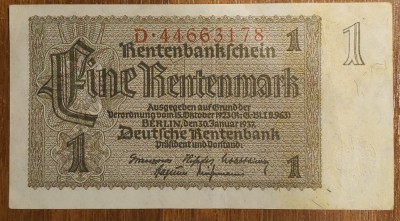 D·44663178
Rentenbankschein
1
1
Eine Rentenmark
Ausgegeben auf Grund der
Verordnung vom 15. Oktober 1923 (R.G.Bl. I S. 963)
BERLIN, den 30. Januar 1937
Deutsche Rentenbank
Präsident und Vorstand:
1
1